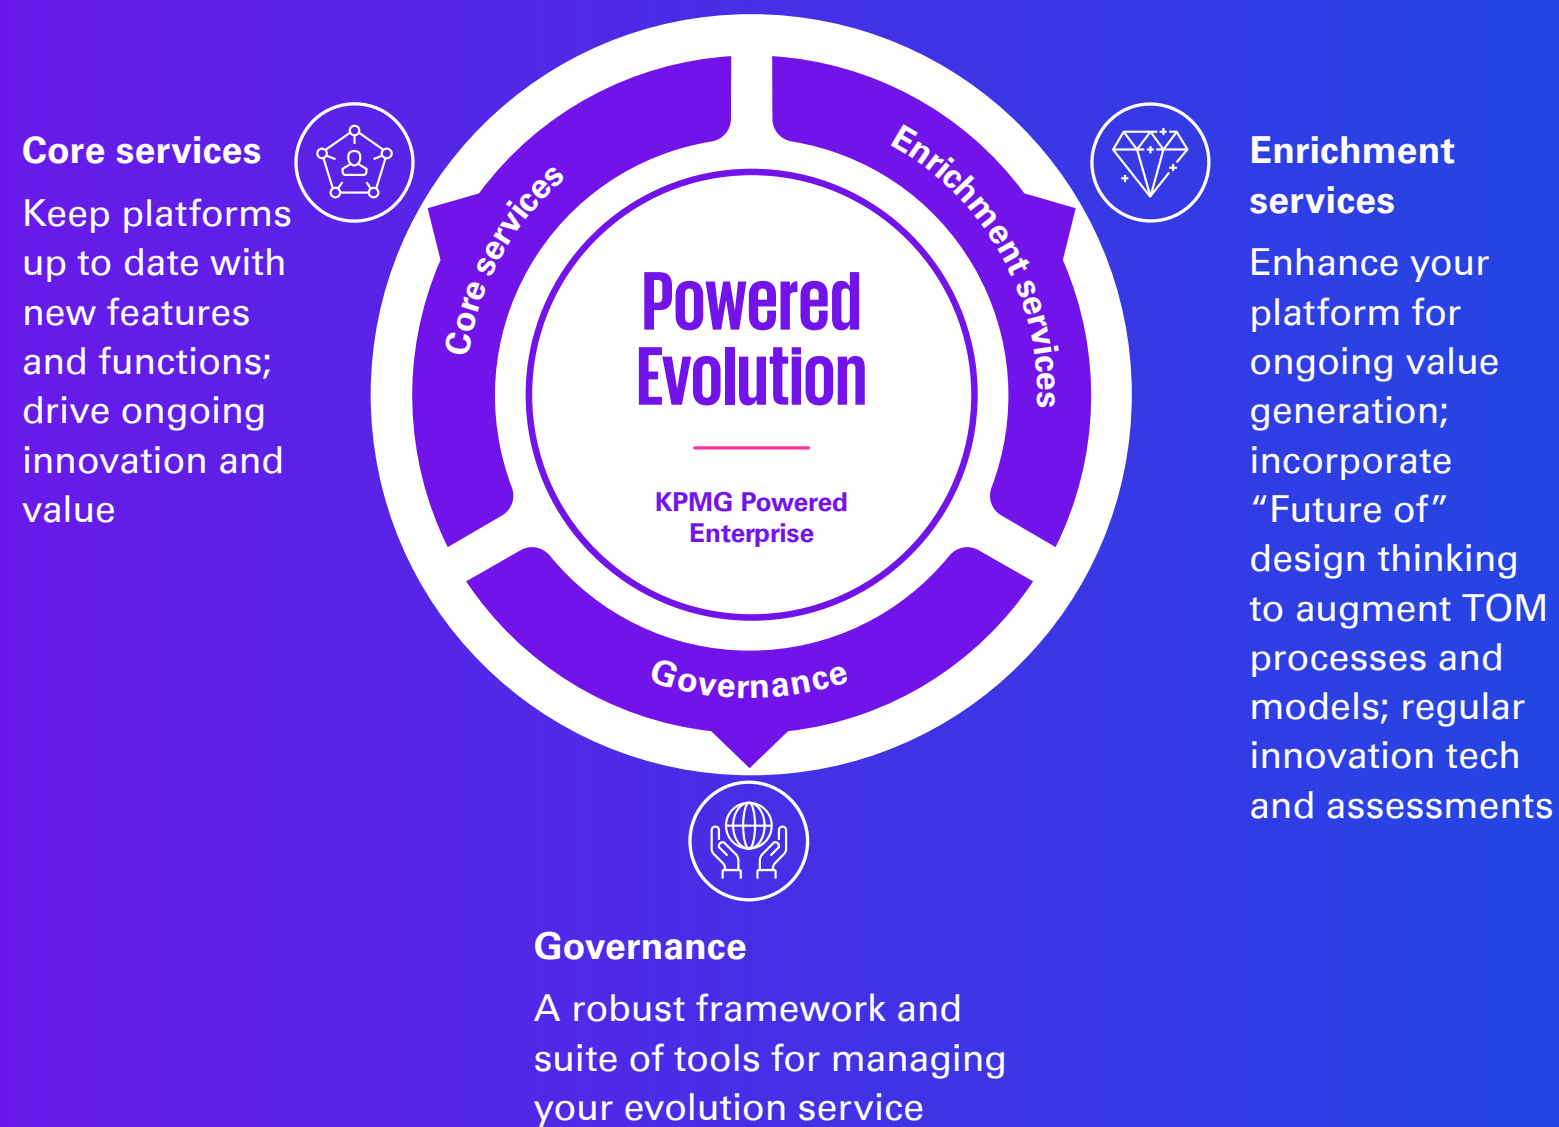 Core services
Keep platforms
up to date with
new features
and functions;
drive ongoing
innovation and
value
Core services
Enrichment services
Powered
Evolution
KPMG Powered
Enterprise
Governance
Enrichment
services
Enhance your
platform for
ongoing value
generation;
incorporate
“Future of”
design thinking
to augment TOM
processes and
models; regular
innovation tech
and assessments
Governance
A robust framework and
suite of tools for managing
your evolution service